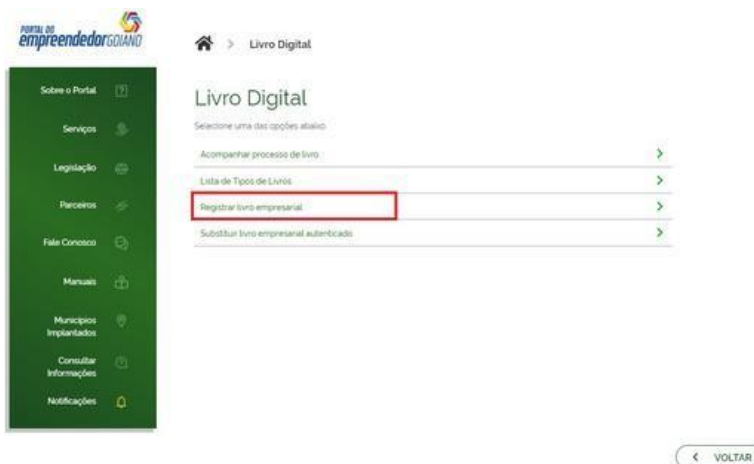 PORTAL DO
empreendedorGOIANO
> Livro Digital
Sobre o Portal
Serviços
Legislação
Parceiros
Fale Conosco
Manuais
Municípios
Implantados
Consultar
Informações
Notificações
Livro Digital
Selecione uma das opções abaixo
Acompanhar processo de livro >
Lista de Tipos de Livros >
Registrar livro empresarial >
Substituir livro empresarial autenticado >
< VOLTAR